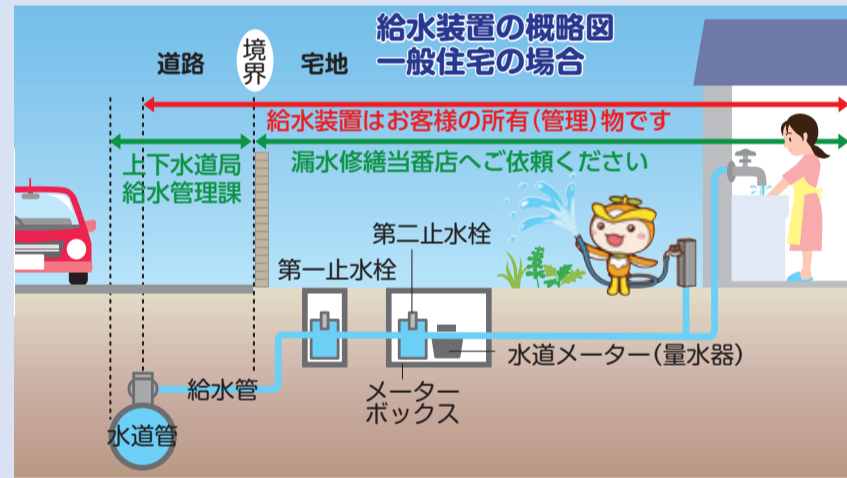 給水装置の概略図
一般住宅の場合
道路
境界
宅地
給水装置はお客様の所有(管理)物です
上下水道局
給水管理課
漏水修繕当番店へご依頼ください
第二止水栓
第一止水栓
水道メーター(量水器)
給水管
メーター
ボックス
水道管